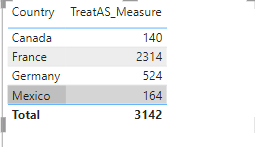 Country TreatAS_Measure
Canada 140
France 2314
Germany 524
Mexico 164
Total 3142